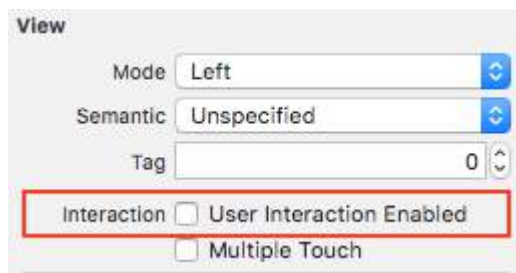 View
Mode Left
Semantic Unspecified
Tag 0
Interaction User Interaction Enabled
Multiple Touch